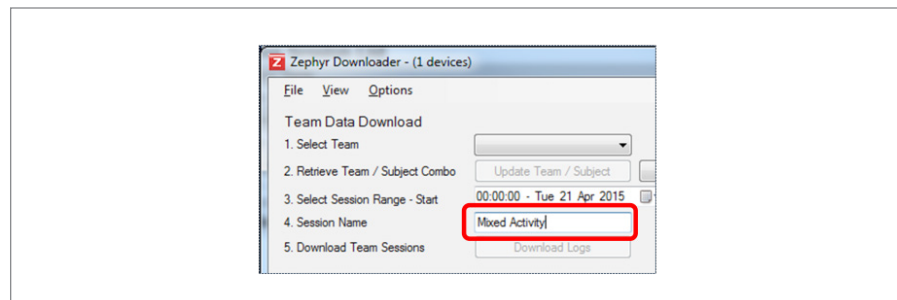 Z Zephyr Downloader - (1 devices)
File View Options
Team Data Download
1. Select Team
2. Retrieve Team / Subject Combo Update Team / Subject
3. Select Session Range - Start 00:00:00 - Tue 21 Apr 2015
4. Session Name Mixed Activity
5. Download Team Sessions Download Logs